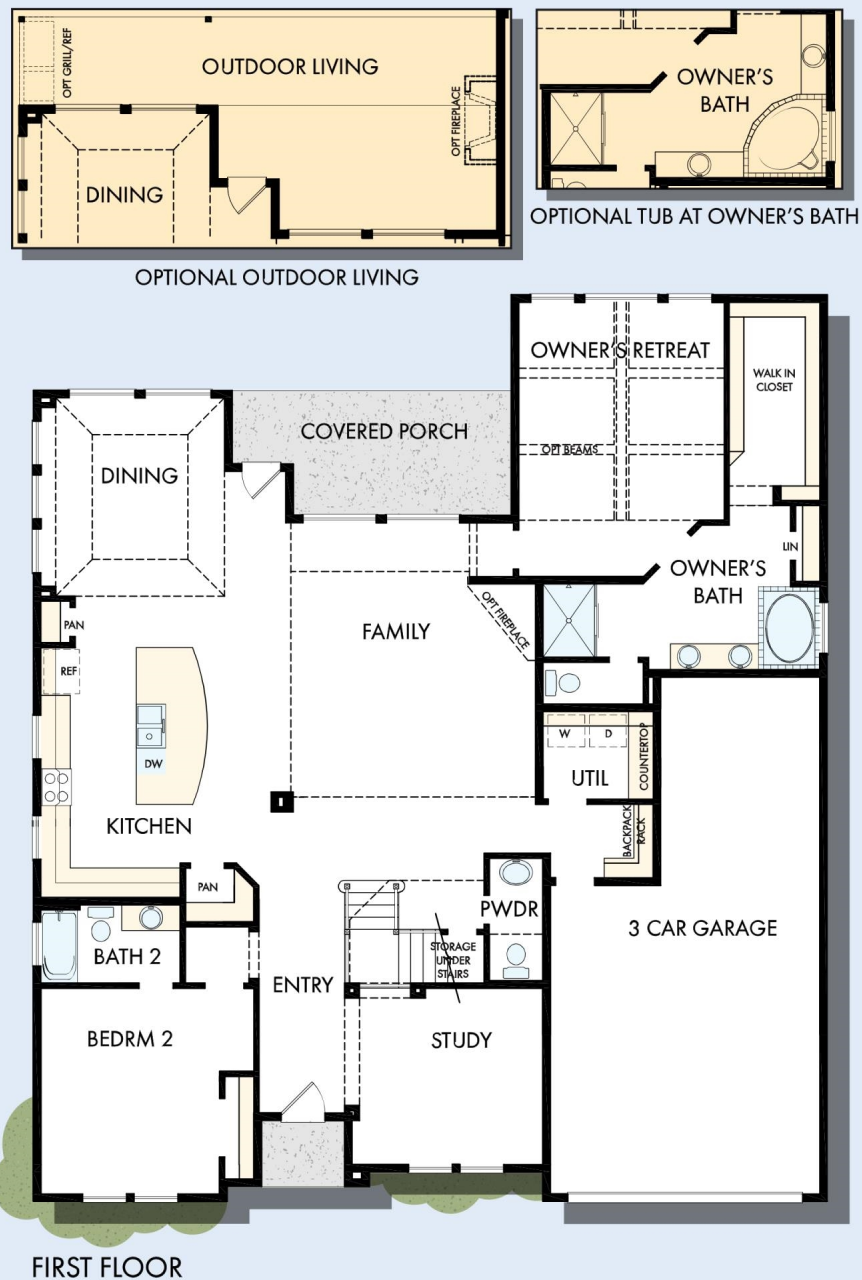 OPT GRILL/REF
OUTDOOR LIVING
OPT FIREPLACE
DINING
OPTIONAL OUTDOOR LIVING
OWNER'S
BATH
OPTIONAL TUB AT OWNER'S BATH
OWNER'S RETREAT
WALK IN
CLOSET
COVERED PORCH
OPT BEAMS
DINING
LIN
OWNER'S
BATH
PAN
FAMILY
OPT FIREPLACE
REF
DW
W
D
COUNTERTOP
UTIL
KITCHEN
BACKPACK
RACK
PAN
PWDR
3 CAR GARAGE
BATH 2
STORAGE
UNDER
STAIRS
ENTRY
BEDRM 2
STUDY
FIRST FLOOR